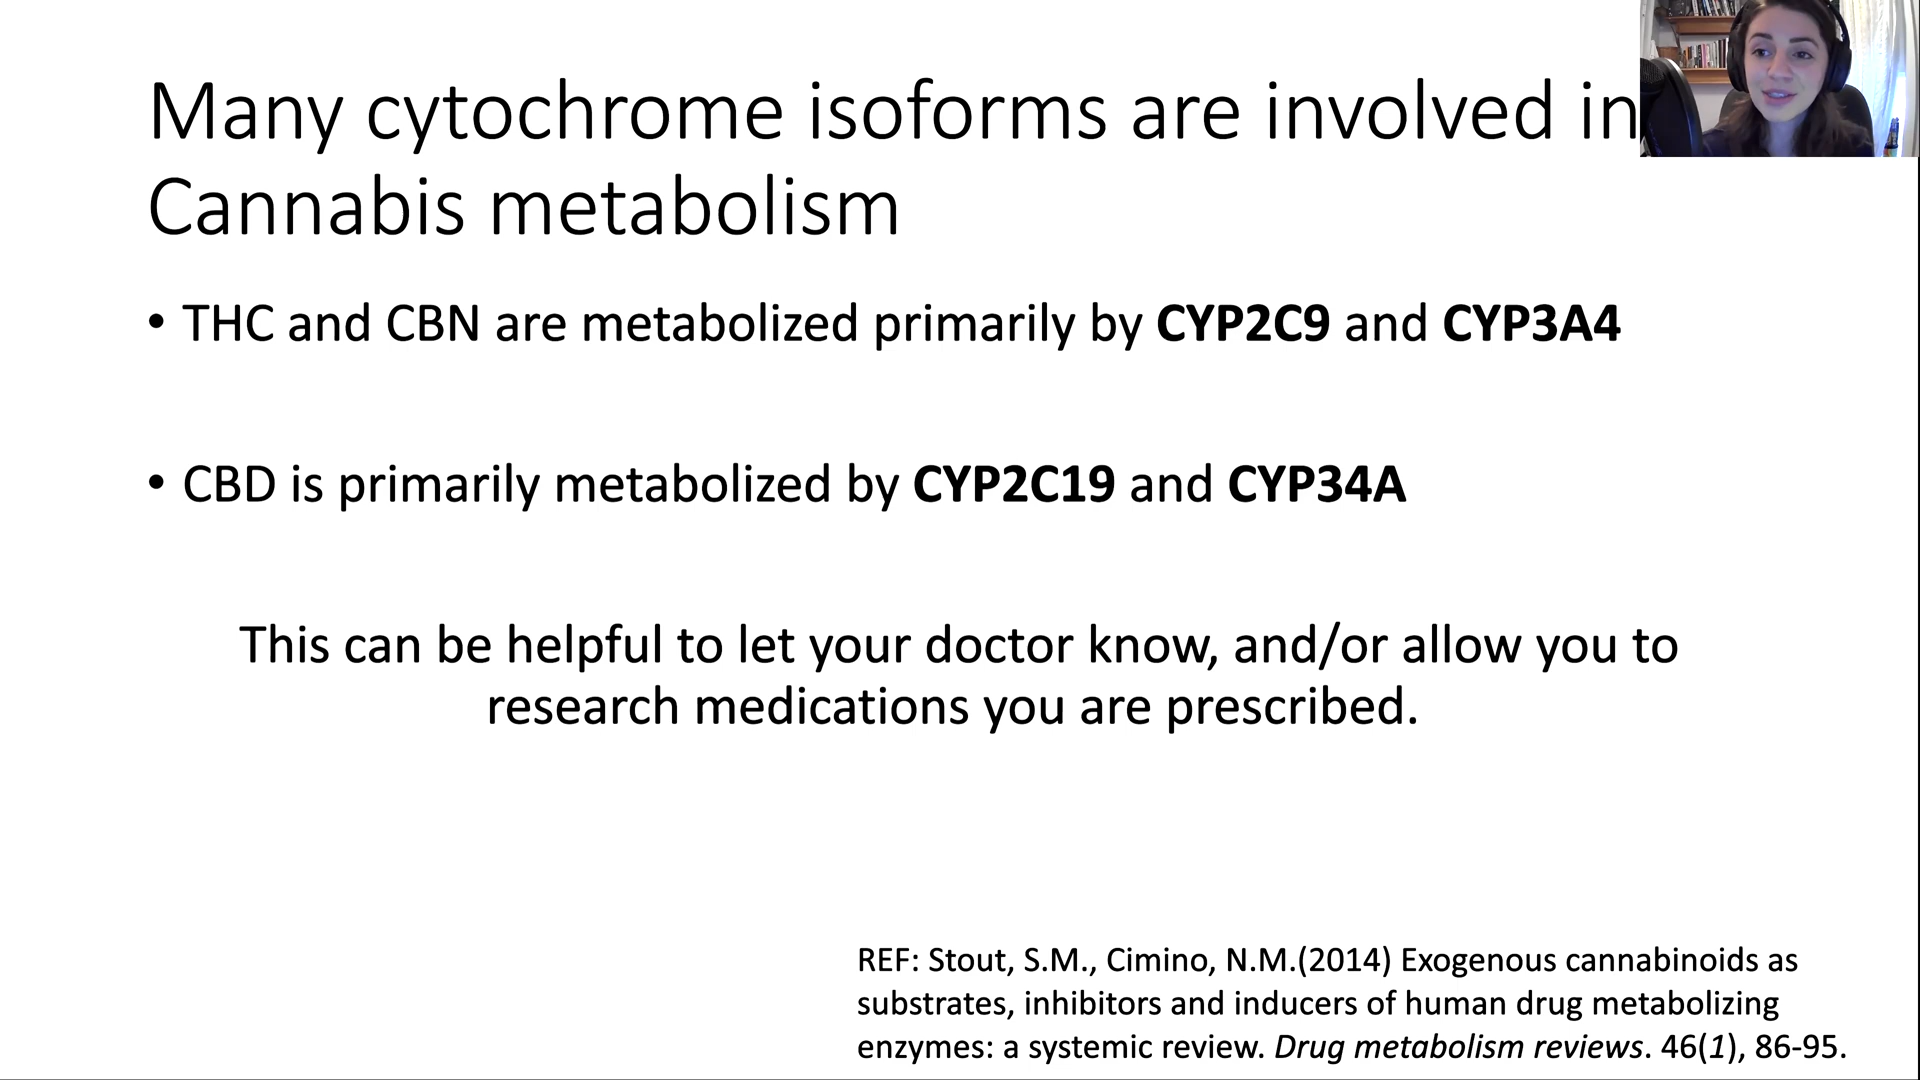 Many cytochrome isoforms are involved in
Cannabis metabolism
• THC and CBN are metabolized primarily by CYP2C9 and CYP3A4
• CBD is primarily metabolized by CYP2C19 and CYP34A
This can be helpful to let your doctor know, and/or allow you to
research medications you are prescribed.
REF: Stout, S.M., Cimino, N.M.(2014) Exogenous cannabinoids as
substrates, inhibitors and inducers of human drug metabolizing
enzymes: a systemic review. Drug metabolism reviews. 46(1), 86-95.